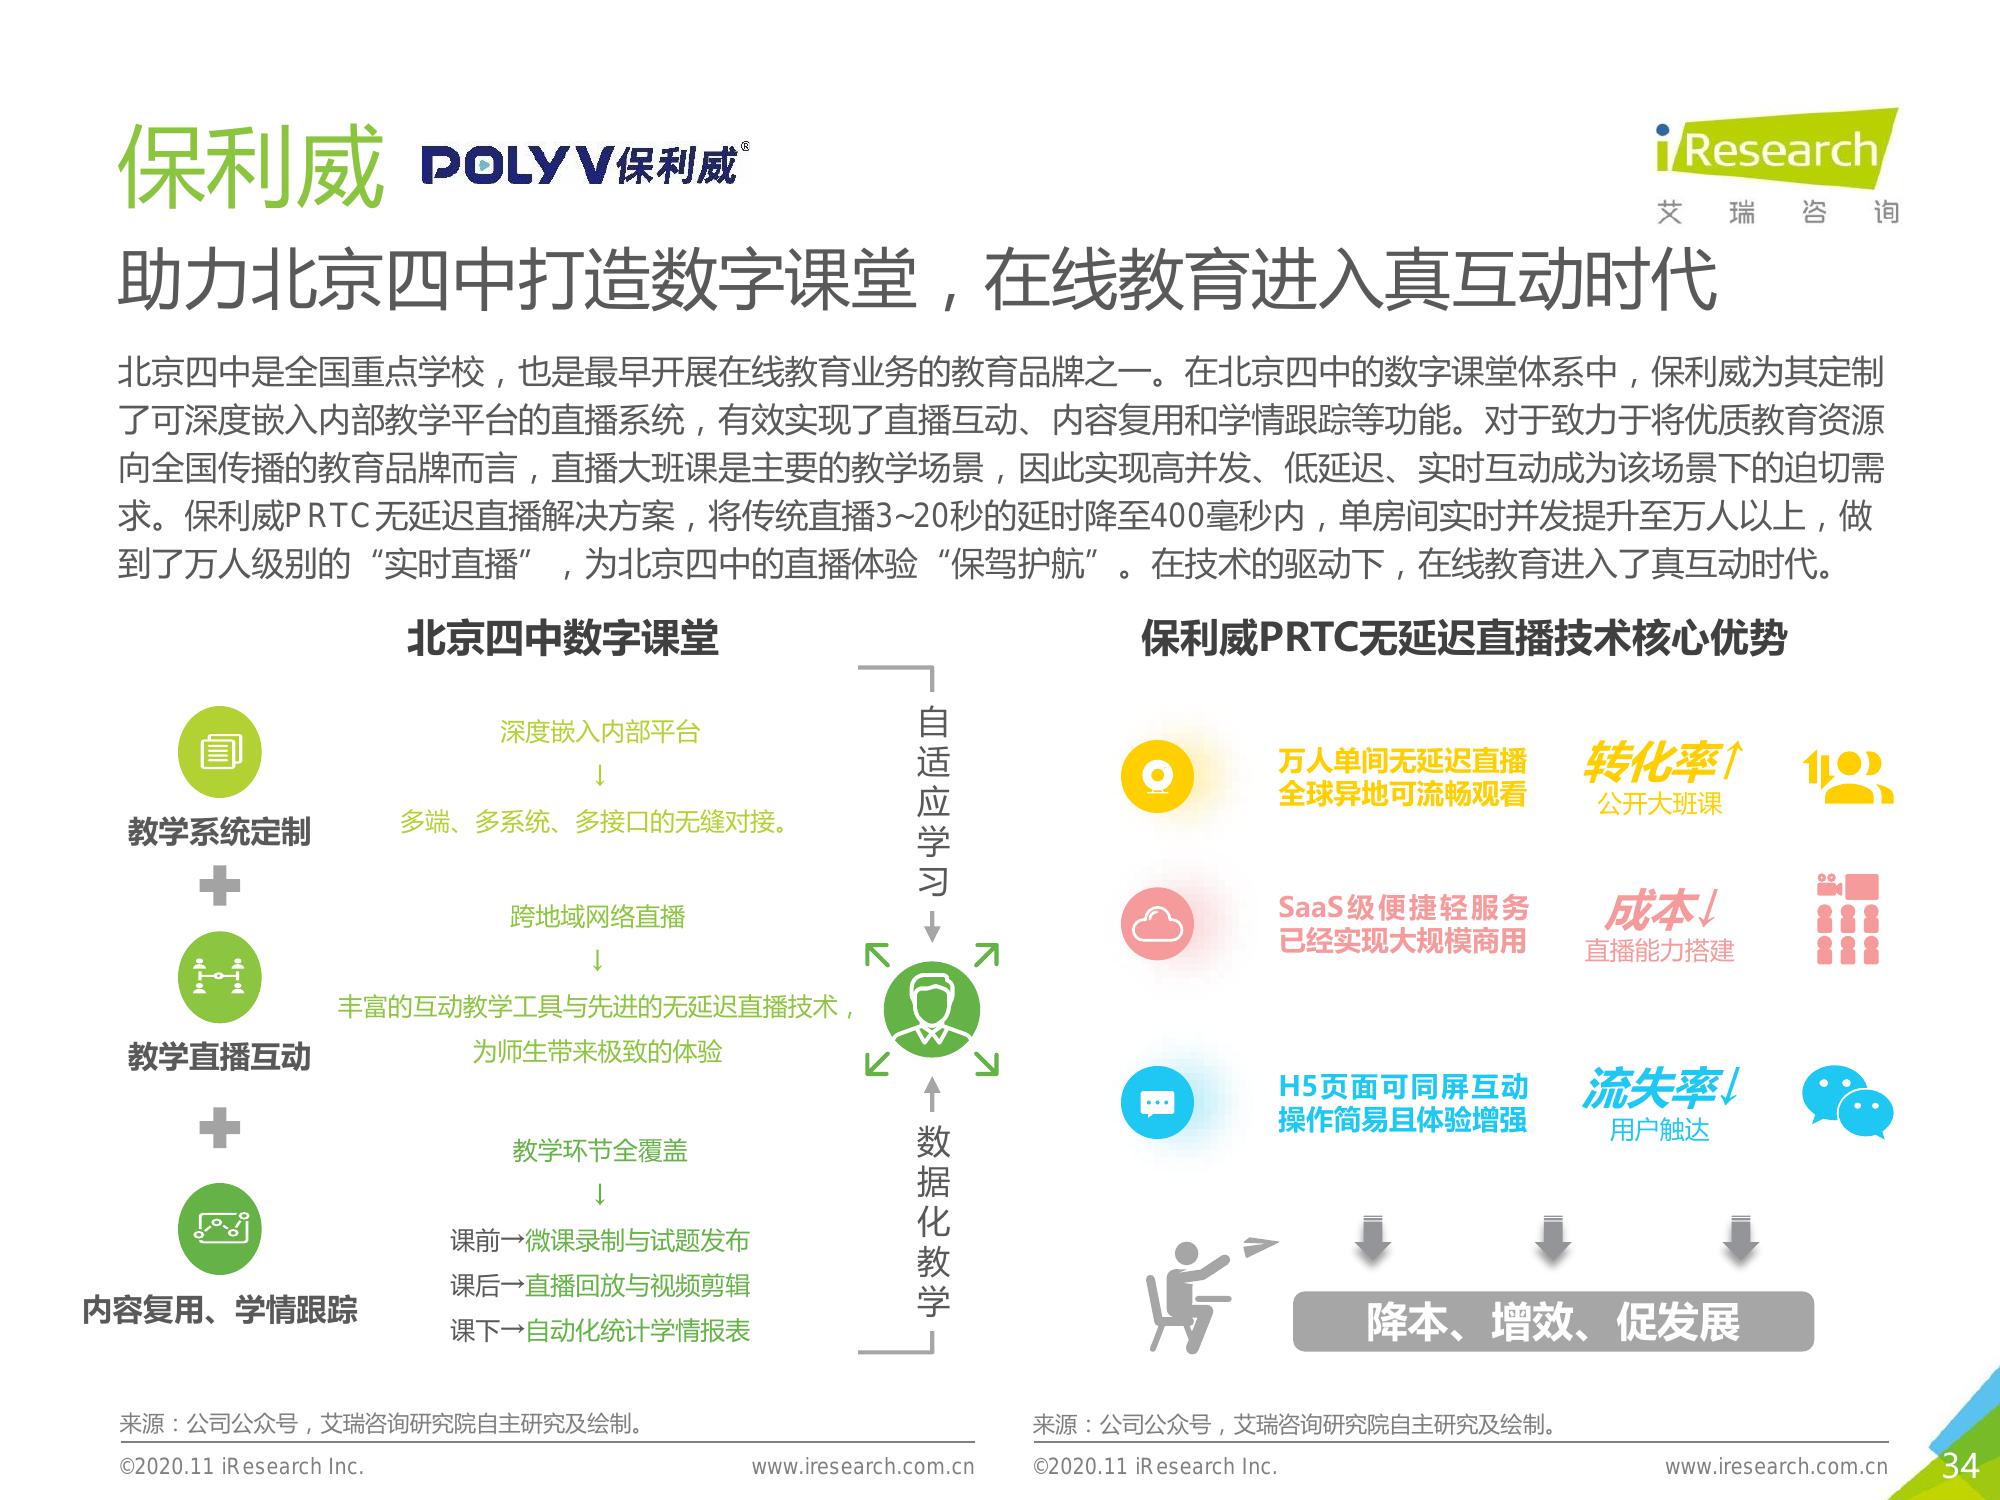 保利威
POLYV保利威®
iResearch
艾瑞咨询
助力北京四中打造数字课堂，在线教育进入真互动时代
北京四中是全国重点学校，也是最早开展在线教育业务的教育品牌之一。在北京四中的数字课堂体系中，保利威为其定制
了可深度嵌入内部教学平台的直播系统，有效实现了直播互动、内容复用和学情跟踪等功能。对于致力于将优质教育资源
向全国传播的教育品牌而言，直播大班课是主要的教学场景，因此实现高并发、低延迟、实时互动成为该场景下的迫切需
求。保利威PRTC无延迟直播解决方案，将传统直播3~20秒的延时降至400毫秒内，单房间实时并发提升至万人以上，做
到了万人级别的“实时直播”，为北京四中的直播体验“保驾护航”。在技术的驱动下，在线教育进入了真互动时代。
北京四中数字课堂
教学系统定制
深度嵌入内部平台
↓
多端、多系统、多接口的无缝对接。
教学直播互动
跨地域网络直播
↓
丰富的互动教学工具与先进的无延迟直播技术，
为师生带来极致的体验
内容复用、学情跟踪
教学环节全覆盖
↓
课前→微课录制与试题发布
课后→直播回放与视频剪辑
课下→自动化统计学情报表
自适应学习
数据化教学
保利威PRTC无延迟直播技术核心优势
万人单间无延迟直播
全球异地可流畅观看
转化率↑
公开大班课
SaaS级便捷轻服务
已经实现大规模商用
成本↓
直播能力搭建
H5页面可同屏互动
操作简易且体验增强
流失率↓
用户触达
降本、增效、促发展
来源：公司公众号，艾瑞咨询研究院自主研究及绘制。
©2020.11 iResearch Inc.
www.iresearch.com.cn
来源：公司公众号，艾瑞咨询研究院自主研究及绘制。
©2020.11 iResearch Inc.
www.iresearch.com.cn
34